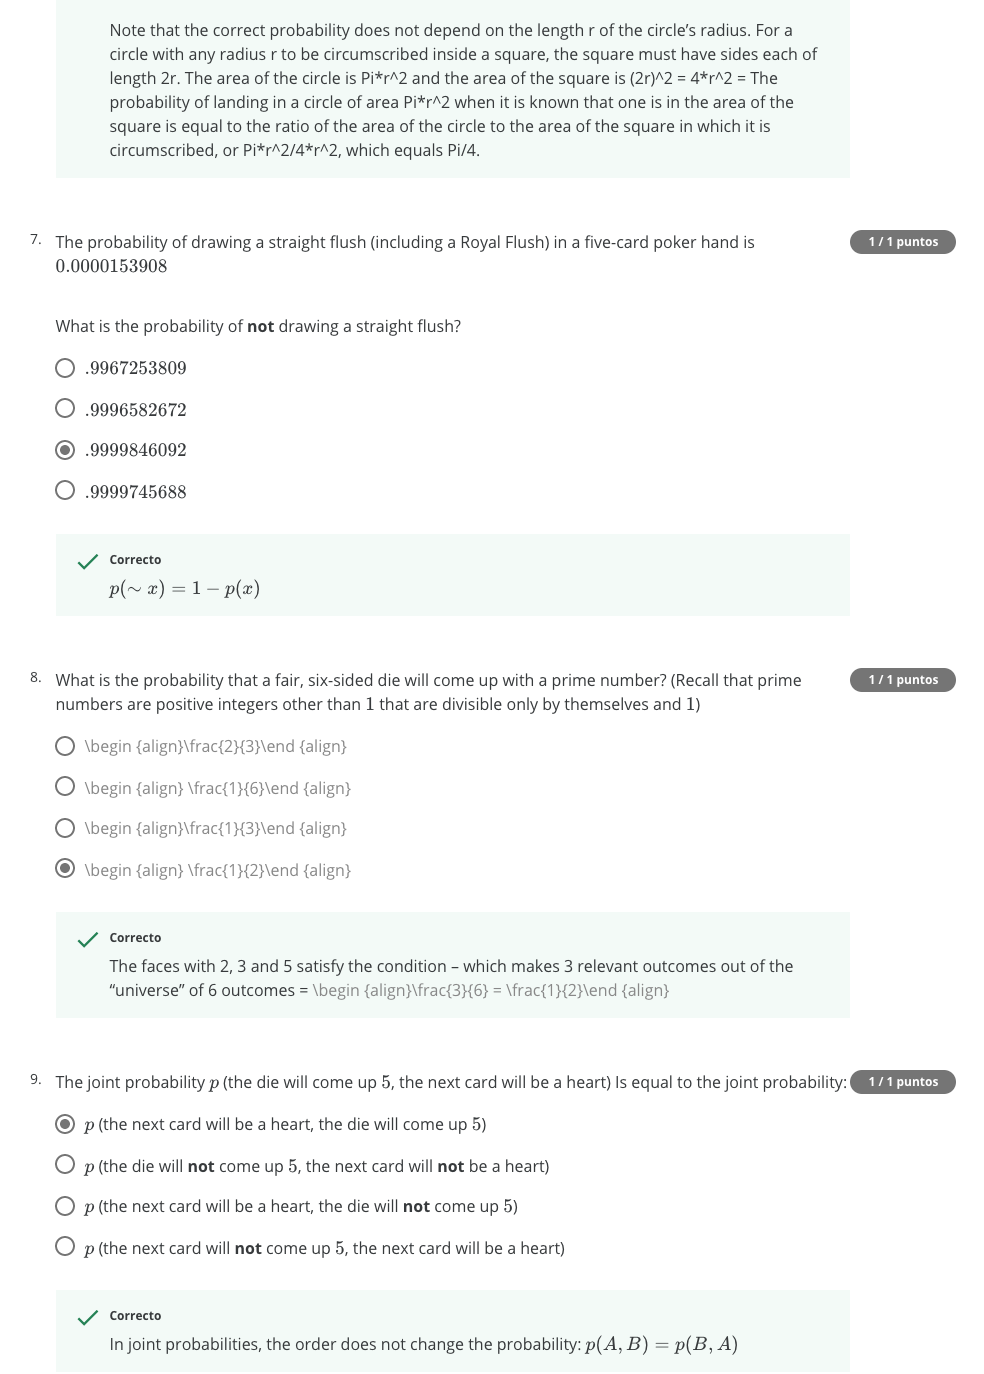 Note that the correct probability does not depend on the length r of the circle's radius. For a
circle with any radius r to be circumscribed inside a square, the square must have sides each of
length 2r. The area of the circle is Pi*r^2 and the area of the square is (2r)^2 = 4*r^2 = The
probability of landing in a circle of area Pi*r^2 when it is known that one is in the area of the
square is equal to the ratio of the area of the circle to the area of the square in which it is
circumscribed, or Pi*r^2/4*r^2, which equals Pi/4.
7. The probability of drawing a straight flush (including a Royal Flush) in a five-card poker hand is
0.0000153908
1 / 1 puntos
What is the probability of not drawing a straight flush?
.9967253809
.9996582672
.9999846092
.9999745688
Correcto
p(∼ x) = 1 − p(x)
8. What is the probability that a fair, six-sided die will come up with a prime number? (Recall that prime
numbers are positive integers other than 1 that are divisible only by themselves and 1)
1 / 1 puntos
\begin {align}\frac{2}{3}\end {align}
\begin {align} \frac{1}{6}\end {align}
\begin {align}\frac{1}{3}\end {align}
\begin {align} \frac{1}{2}\end {align}
Correcto
The faces with 2, 3 and 5 satisfy the condition – which makes 3 relevant outcomes out of the
“universe” of 6 outcomes = \begin {align}\frac{3}{6} = \frac{1}{2}\end {align}
9. The joint probability p (the die will come up 5, the next card will be a heart) Is equal to the joint probability:
1 / 1 puntos
p (the next card will be a heart, the die will come up 5)
p (the die will not come up 5, the next card will not be a heart)
p (the next card will be a heart, the die will not come up 5)
p (the next card will not come up 5, the next card will be a heart)
Correcto
In joint probabilities, the order does not change the probability: p(A, B) = p(B, A)